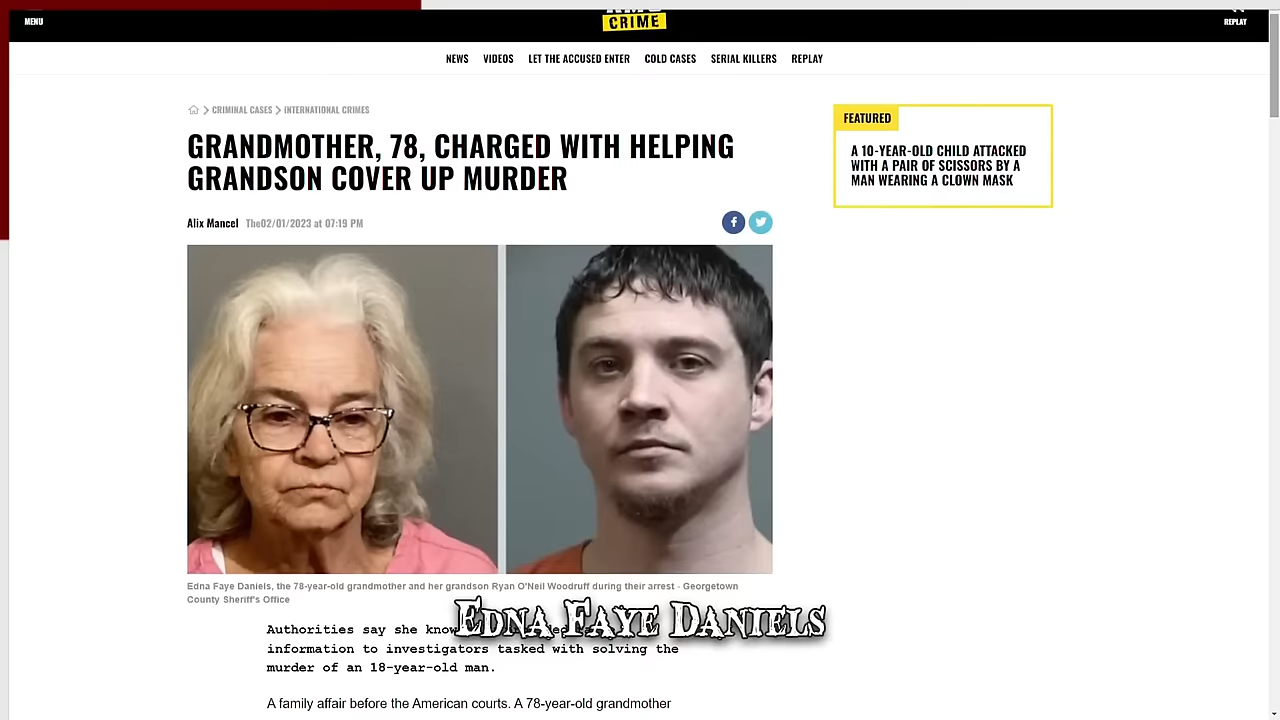 MENU
CRIME
REPLAY
NEWS VIDEOS LET THE ACCUSED ENTER COLD CASES SERIAL KILLERS REPLAY
CRIMINAL CASES INTERNATIONAL CRIMES
GRANDMOTHER, 78, CHARGED WITH HELPING
GRANDSON COVER UP MURDER
Alix Mancel The02/01/2023 at 07:19 PM
FEATURED
A 10-YEAR-OLD CHILD ATTACKED
WITH A PAIR OF SCISSORS BY A
MAN WEARING A CLOWN MASK
Edna Faye Daniels, the 78-year-old grandmother and her grandson Ryan O'Neil Woodruff during their arrest - Georgetown
County Sheriff's Office
Edna Faye Daniels
Authorities say she
information to investigators tasked with solving the
murder of an 18-year-old man.
A family affair before the American courts. A 78-year-old grandmother